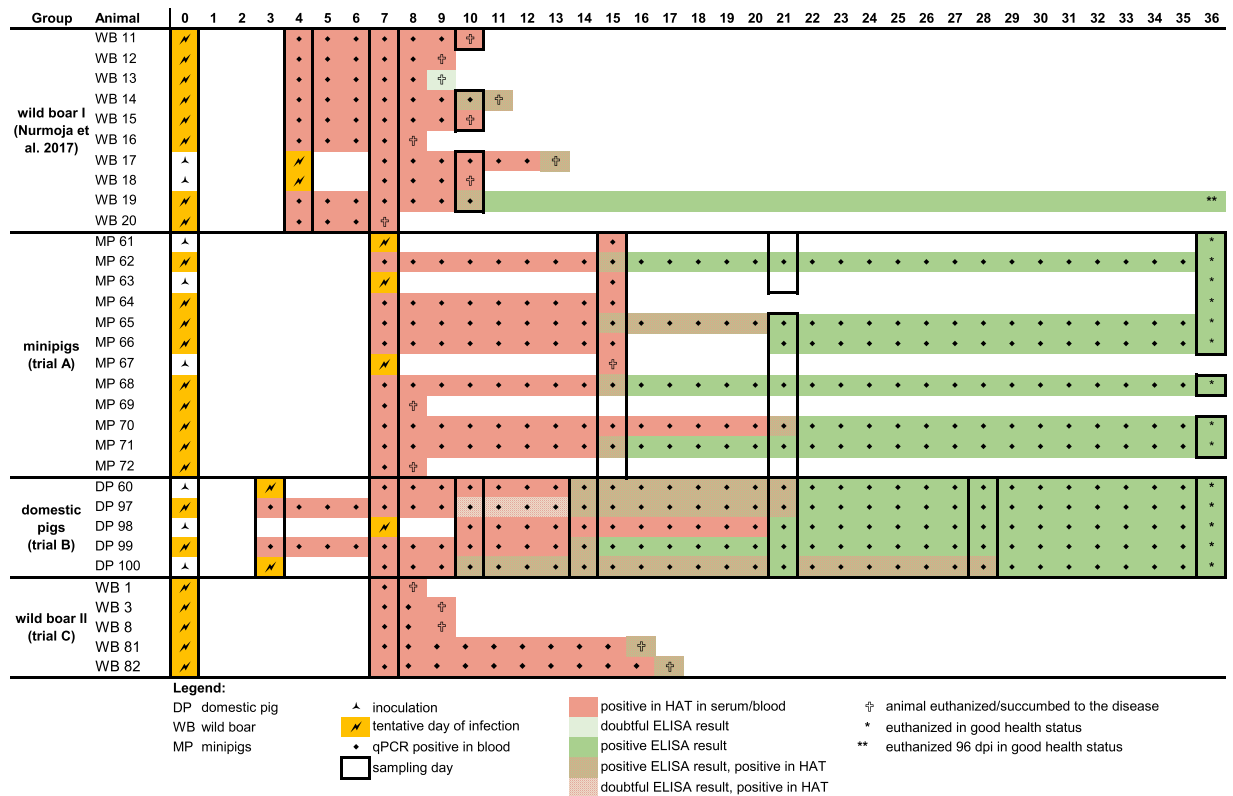 Group Animal 0 1 2 3 4 5 6 7 8 9 10 11 12 13 14 15 16 17 18 19 20 21 22 23 24 25 26 27 28 29 30 31 32 33 34 35 36
WB 11
WB 12
WB 13
WB 14
wild boar I
(Nurmoja et
al. 2017)
WB 15
WB 16
WB 17
WB 18
WB 19 **
WB 20
MP 61 *
MP 62 *
MP 63 *
MP 64 *
MP 65 *
MP 66 *
minipigs
(trial A)
MP 67
MP 68 *
MP 69
MP 70 *
MP 71 *
MP 72
DP 60 *
DP 97 *
domestic
pigs
(trial B)
DP 98 *
DP 99 *
DP 100 *
WB 1
WB 3
wild boar II
(trial C)
WB 8
WB 81
WB 82
Legend:
DP domestic pig
WB wild boar
MP minipigs
inoculation
tentative day of infection
qPCR positive in blood
sampling day
positive in HAT in serum/blood
doubtful ELISA result
positive ELISA result
positive ELISA result, positive in HAT
doubtful ELISA result, positive in HAT
animal euthanized/succumbed to the disease
* euthanized in good health status
** euthanized 96 dpi in good health status